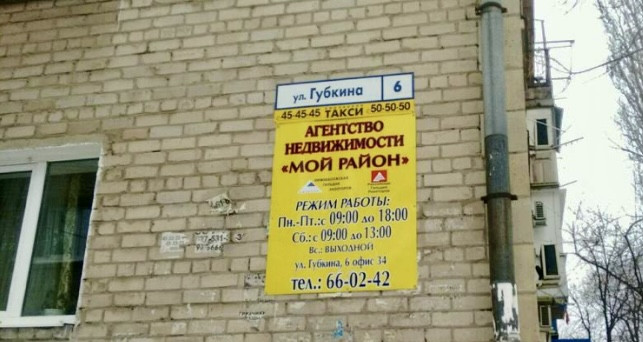 ул. Губкина 6
45-45-45 ТАКСИ 50-50-50
АГЕНТСТВО
НЕДВИЖИМОСТИ
«МОЙ РАЙОН»
РЕЖИМ РАБОТЫ:
Пн.-Пт.: с 09:00 до 18:00
Сб.: с 09:00 до 13:00
Вс.: ВЫХОДНОЙ
ул. Губкина, 6 офис 34
тел.: 66-02-42